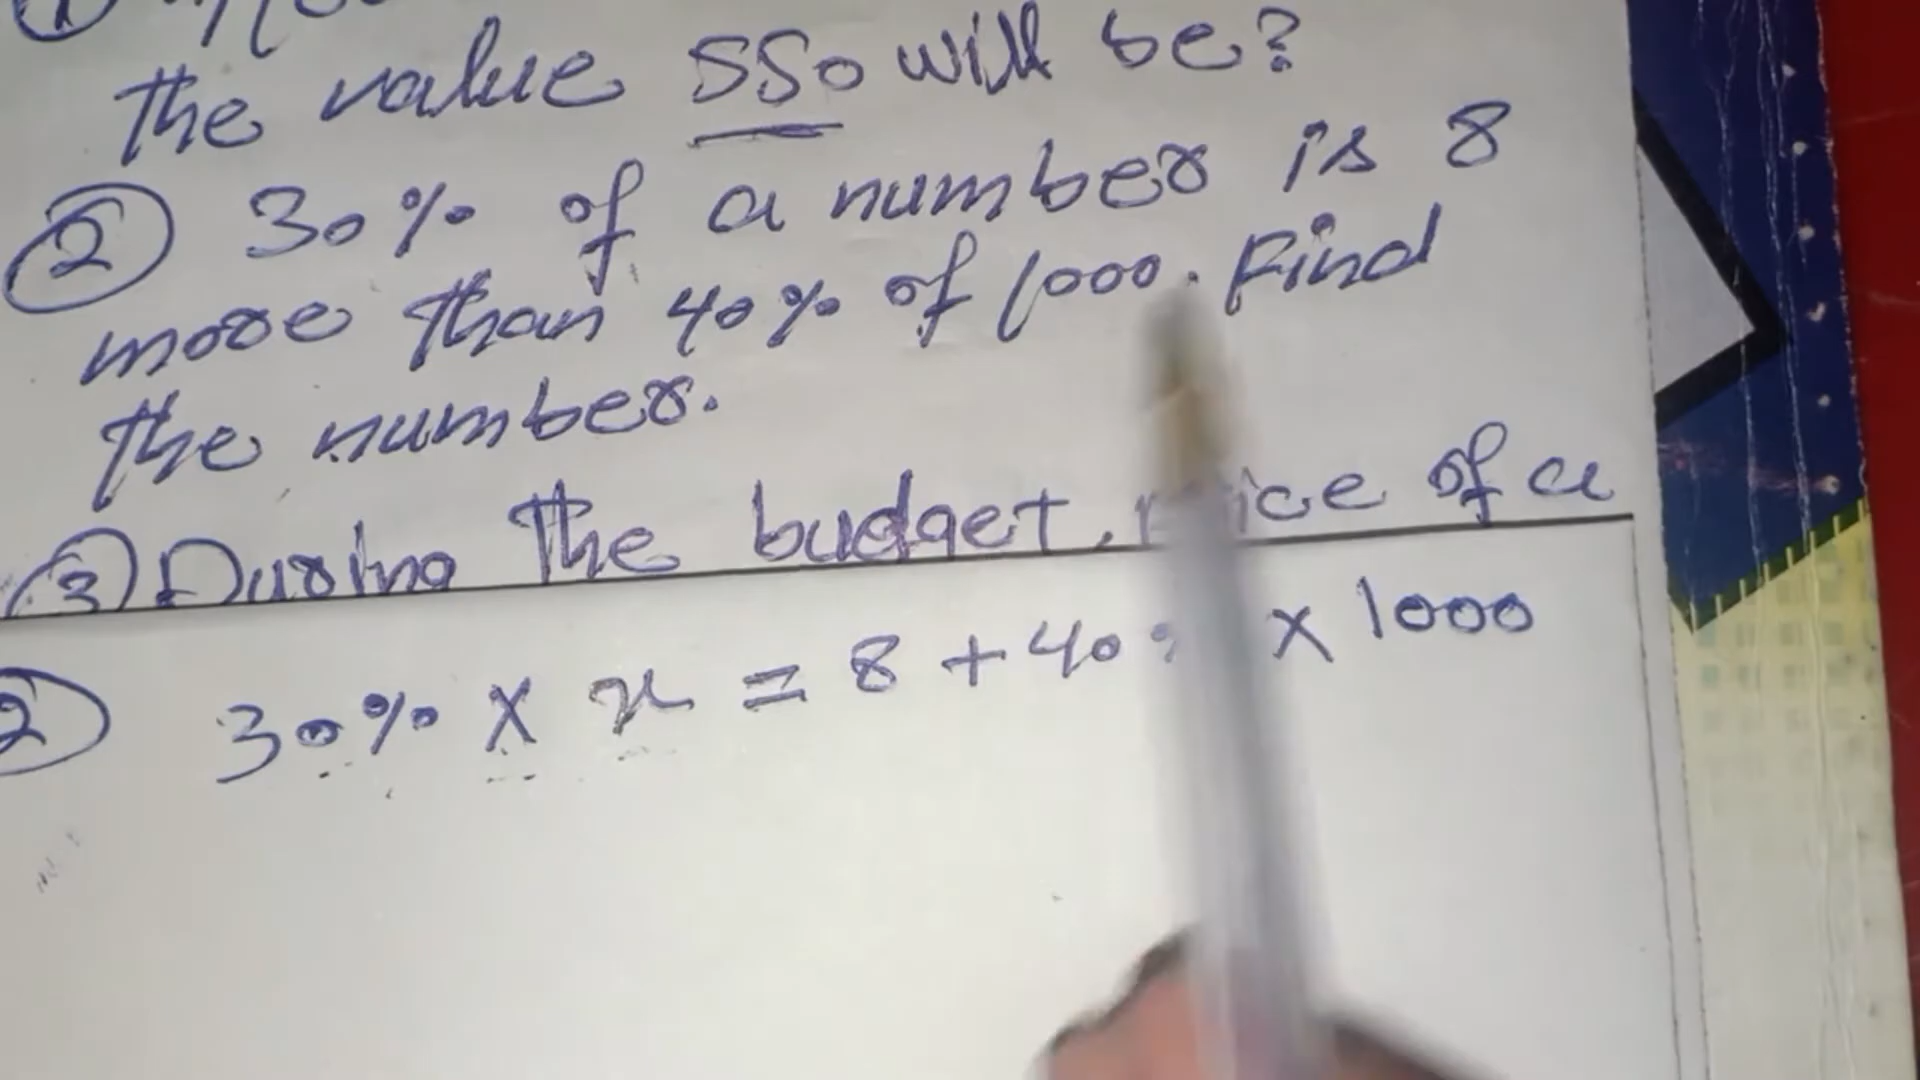 the value 550 will be?
② 30% of a number is 8
more than 40% of 1000. Find
the number.
③ During the budget, price of a
② 30% x x = 8 + 40% x 1000